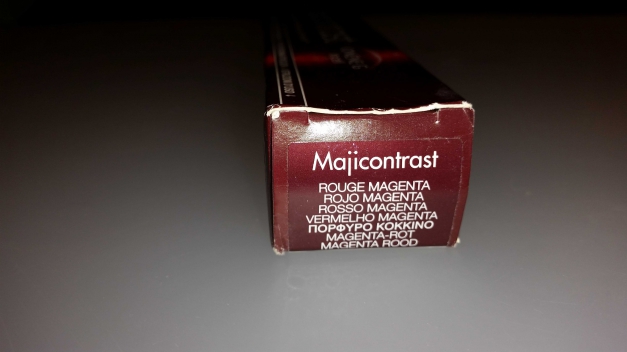 Majicontrast
ROUGE MAGENTA
ROJO MAGENTA
ROSSO MAGENTA
VERMELHO MAGENTA
ΠΟΡΦΥΡΟ ΚΟΚΚΙΝΟ
MAGENTA-ROT
MAGENTA ROOD